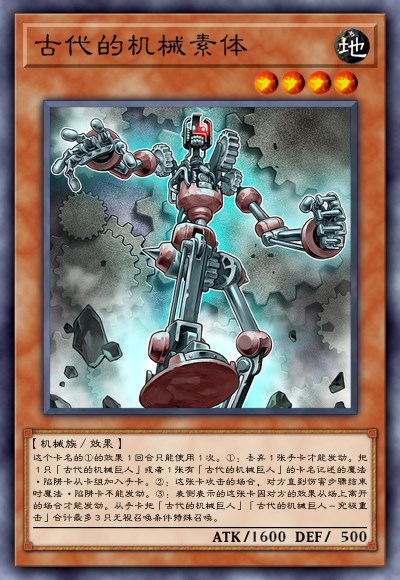 古代的机械素体
地
【机械族／效果】
这个卡名的①的效果1回合只能使用1次。①：丢弃1张手卡才能发动。把
1只「古代的机械巨人」或者1张有「古代的机械巨人」的卡名记述的魔法
·陷阱卡从卡组加入手卡。②：这张卡攻击的场合，对方直到伤害步骤结束
时魔法·陷阱卡不能发动。③：表侧表示的这张卡因对方的效果从场上离开
的场合才能发动。从手卡把「古代的机械巨人」「古代的机械巨人－究极重
击」合计最多3只无视召唤条件特殊召唤。
ATK/1600 DEF/ 500